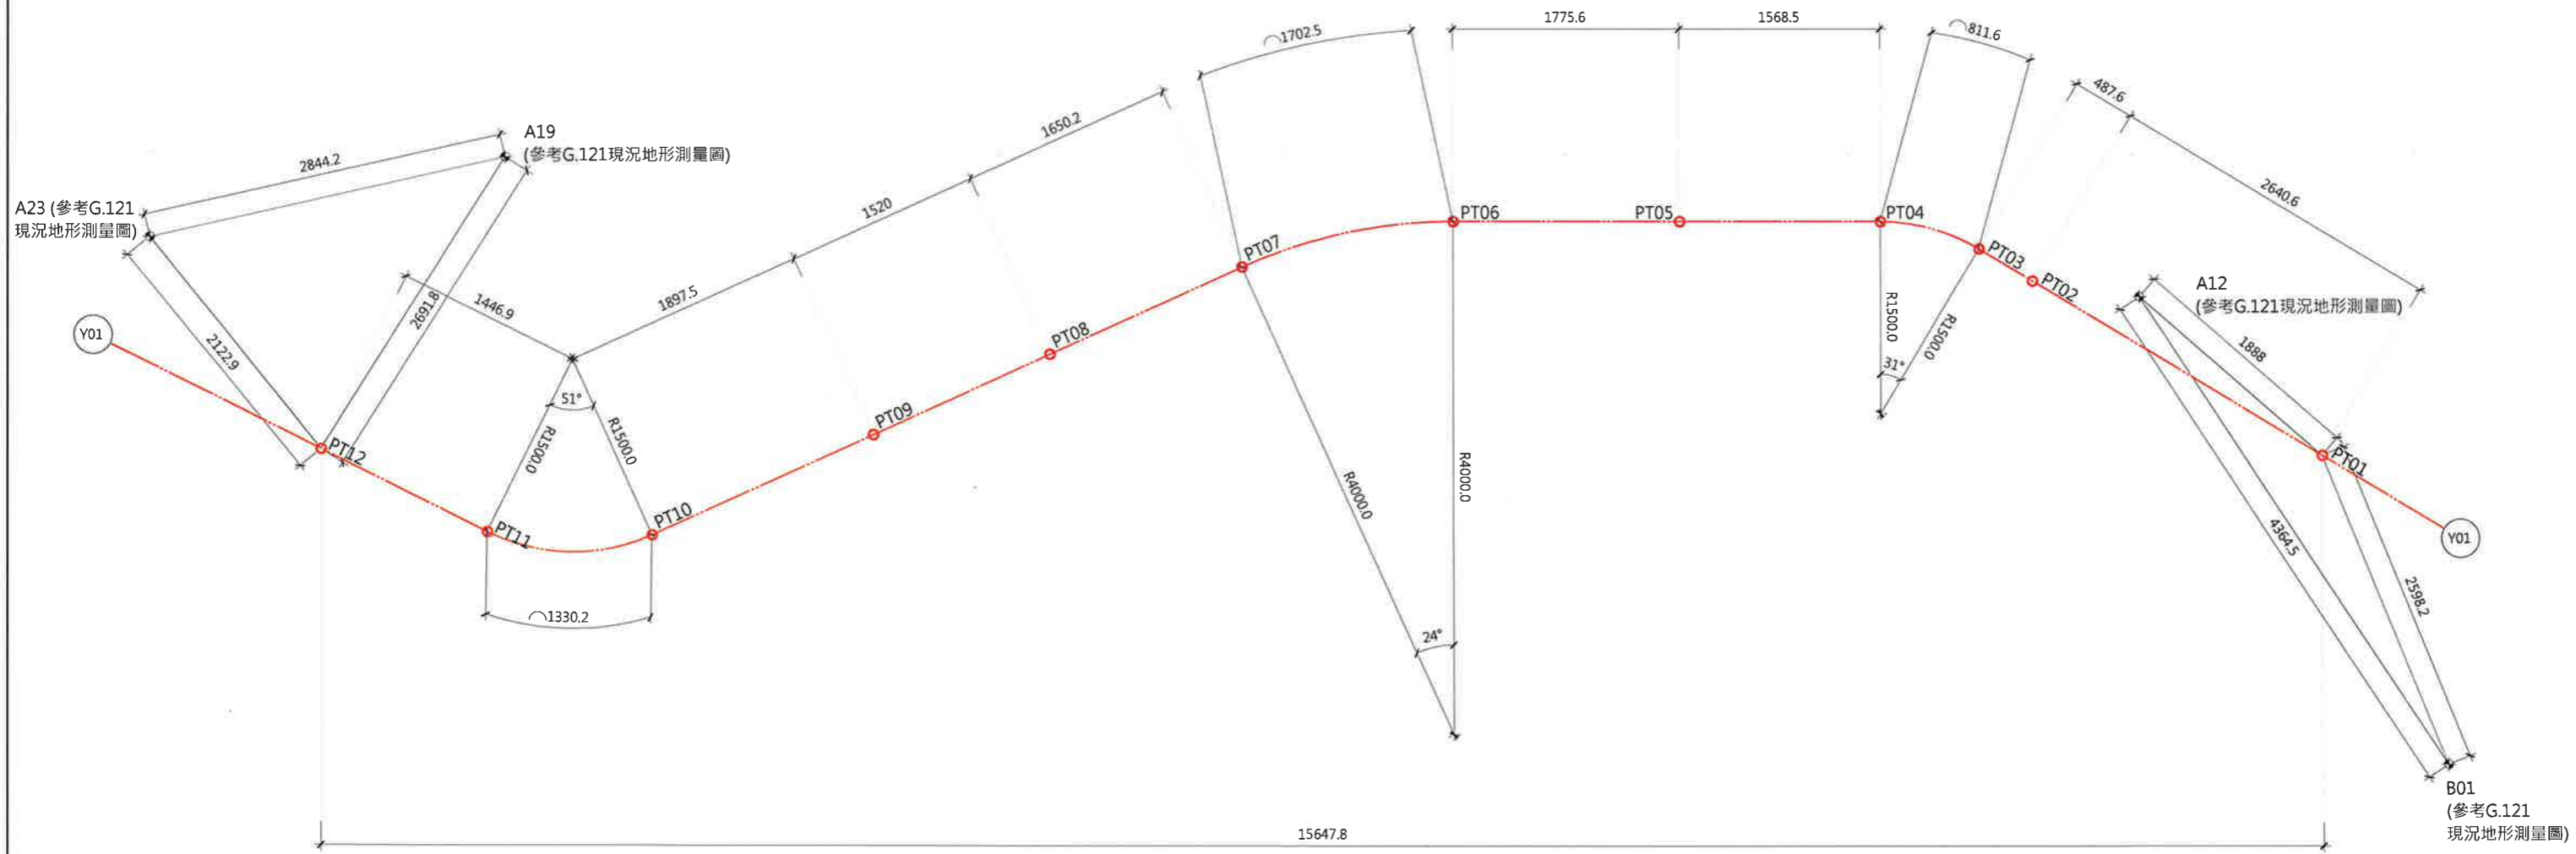 1775.6
1568.5
⌒1702.5
⌒811.6
487.6
2640.6
1650.2
1520
1897.5
A19
(參考G.121現況地形測量圖)
2844.2
A23 (參考G.121
現況地形測量圖)
2122.9
2691.8
1446.9
Y01
PT12
PT11
51°
R1500.0
R1500.0
⌒1330.2
PT10
PT09
PT08
PT07
PT06
PT05
PT04
PT03
PT02
R4000.0
R4000.0
24°
R1500.0
R1500.0
31°
A12
(參考G.121現況地形測量圖)
1888
PT01
Y01
4364.5
2598.2
B01
(參考G.121
現況地形測量圖)
15647.8